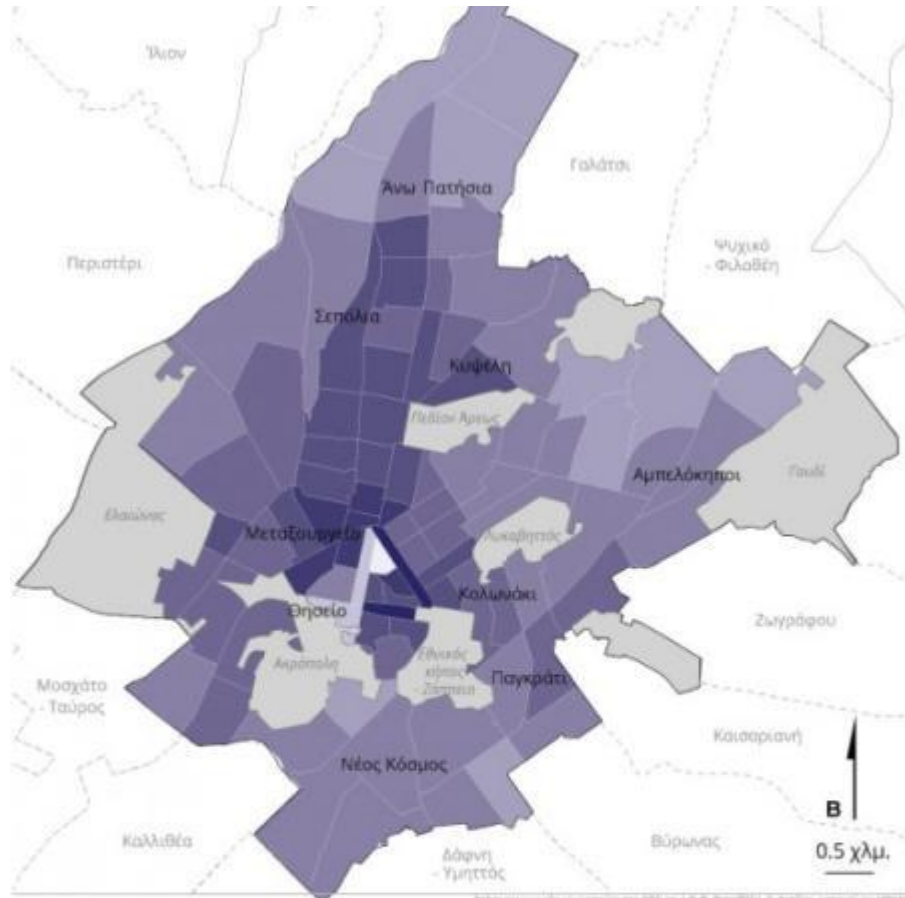 Ίλιον
Γαλάτσι
Άνω Πατήσια
Ψυχικό
- Φιλοθέη
Περιστέρι
Σεπόλια
Κυψέλη
Πεδίον Άρεως
Αμπελόκηποι
Γουδί
Ελαιώνας
Μεταξουργείο
Λυκαβηττός
Κολωνάκι
Θησείο
Ζωγράφου
Ακρόπολη
Εθνικός
κήπος
- Ζάππειο
Παγκράτι
Μοσχάτο
- Ταύρος
Καισαριανή
Νέος Κόσμος
Β
Καλλιθέα
Δάφνη
- Υμηττός
Βύρωνας
0.5 χλμ.